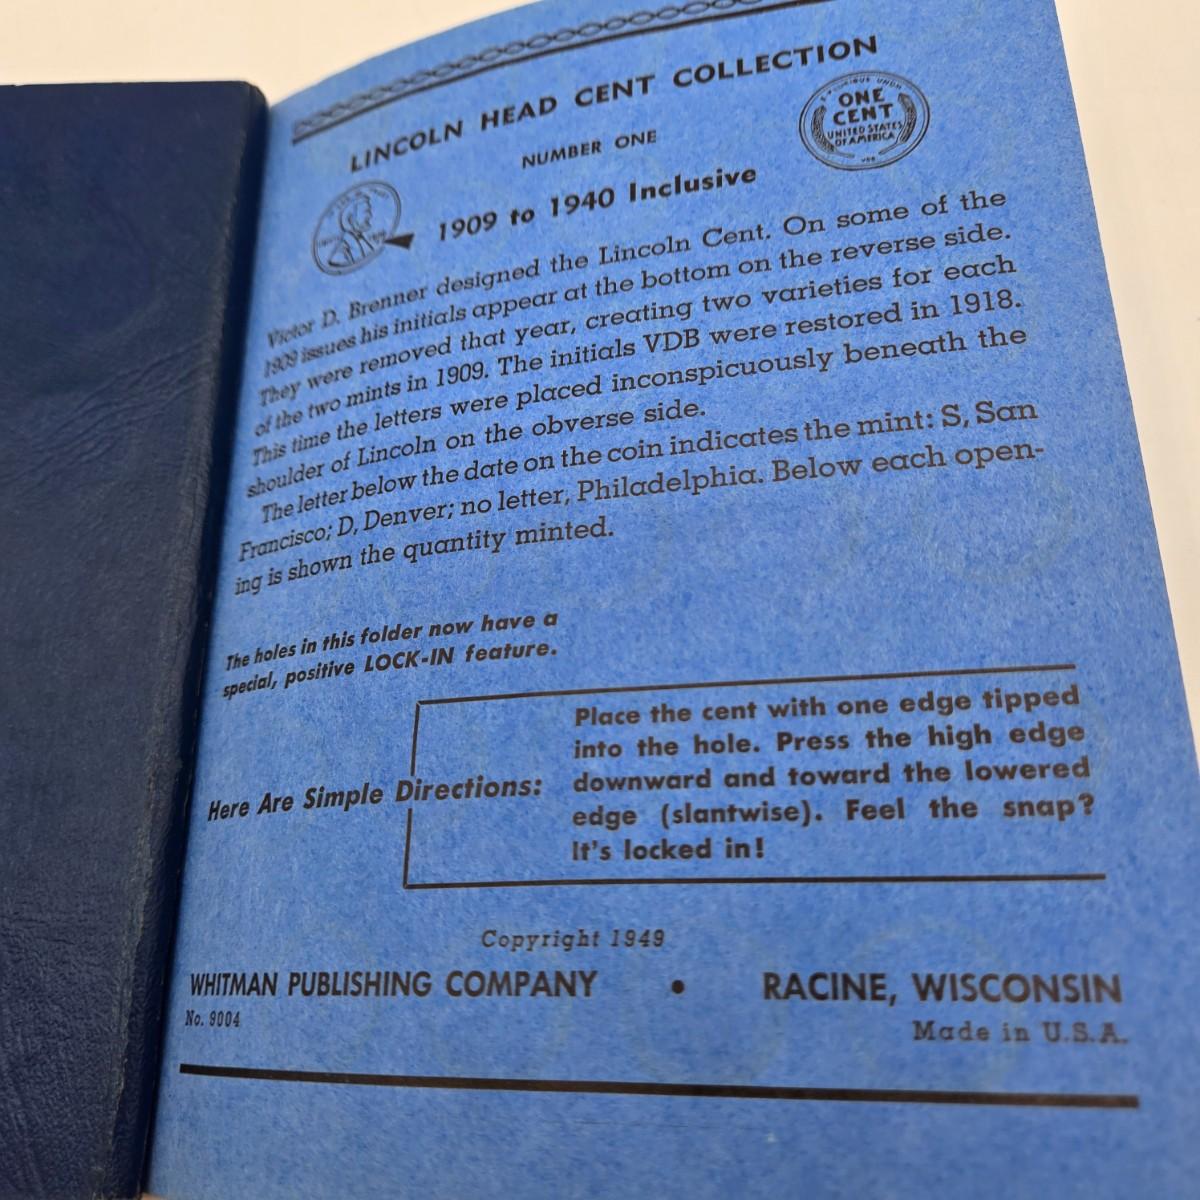 LINCOLN HEAD CENT COLLECTION
NUMBER ONE
1909 to 1940 Inclusive
ONE
CENT
UNITED STATES
OF AMERICA
Victor D. Brenner designed the Lincoln Cent. On some of the
1909 issues his initials appear at the bottom on the reverse side.
They were removed that year, creating two varieties for each
of the two mints in 1909. The initials VDB were restored in 1918.
This time the letters were placed inconspicuously beneath the
shoulder of Lincoln on the obverse side.
The letter below the date on the coin indicates the mint: S, San
Francisco; D, Denver; no letter, Philadelphia. Below each open-
ing is shown the quantity minted.
The holes in this folder now have a
special, positive LOCK-IN feature.
Here Are Simple Directions:
Place the cent with one edge tipped
into the hole. Press the high edge
downward and toward the lowered
edge (slantwise). Feel the snap?
It's locked in!
Copyright 1949
WHITMAN PUBLISHING COMPANY • RACINE, WISCONSIN
No. 9004
Made in U.S.A.